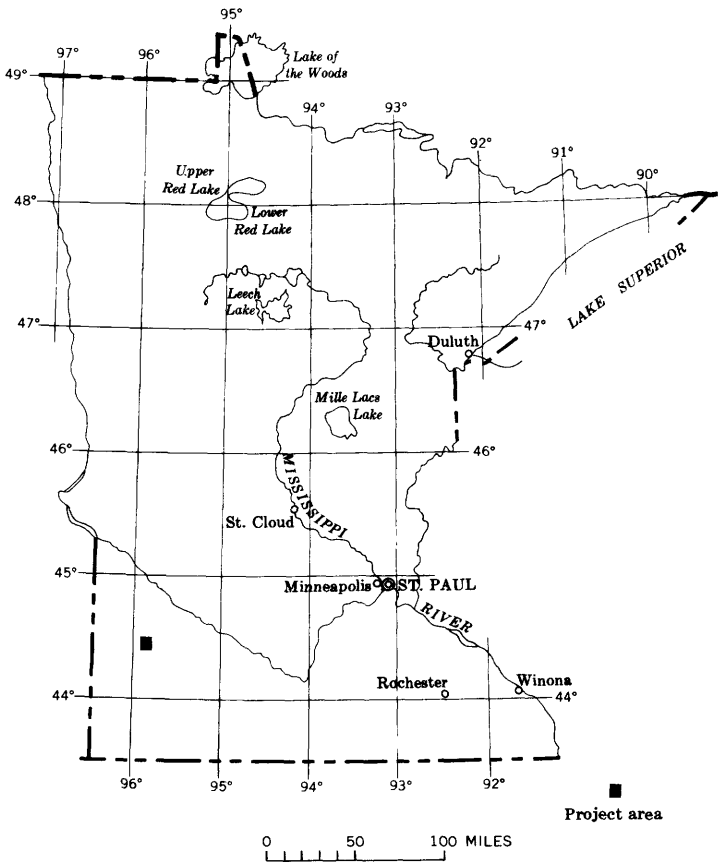 95°
97°
96°
49°
Lake of
the Woods
94°
93°
92°
91°
90°
Upper
Red Lake
48°
Lower
Red Lake
Leech
Lake
47°
47°
LAKE SUPERIOR
Duluth
Mille Lacs
Lake
46°
46°
MISSISSIPPI
St. Cloud
45°
Minneapolis
ST. PAUL
RIVER
Rochester
Winona
44°
44°
96°
95°
94°
93°
92°
Project area
0 50 100 MILES